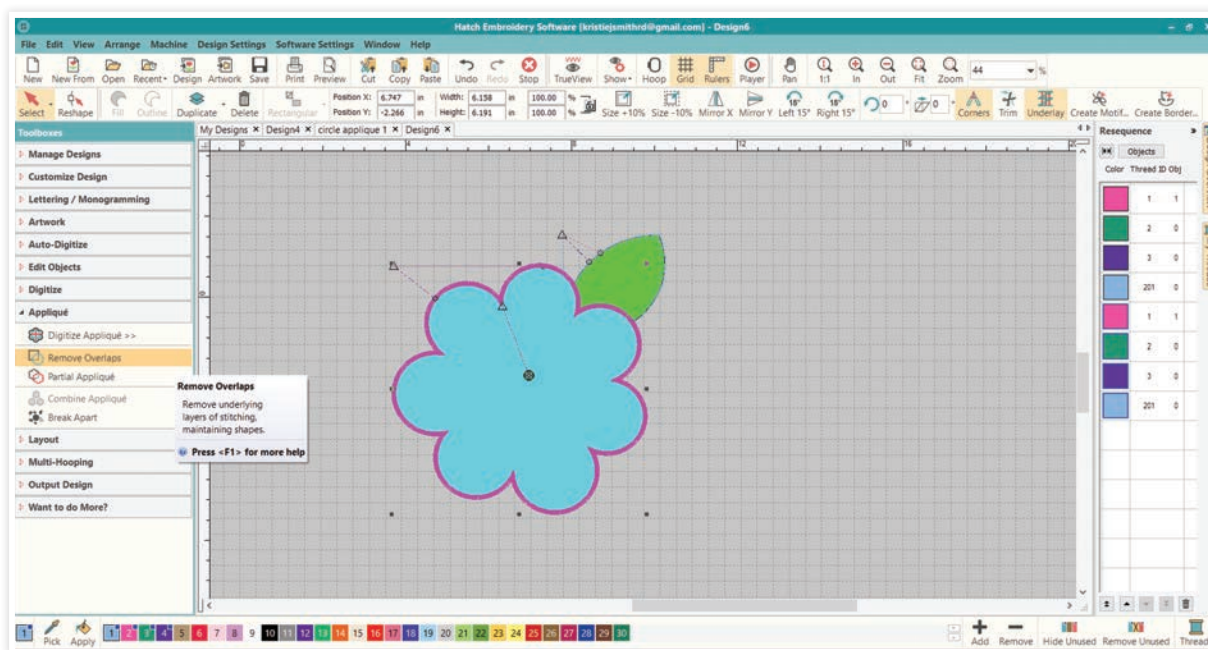 Hatch Embroidery Software [kristiejsmithrd@gmail.com] - Design6
File Edit View Arrange Machine Design Settings Software Settings Window Help
New New From Open Recent Design Artwork Save Print Preview Cut Copy Paste Undo Redo Stop TrueView Show Hoop Grid Rulers Player Pan 1:1 In Out Fit Zoom 44 %
Select Reshape Fill Outline Duplicate Delete Rectangular Position X: 6.747 in Width: 6.158 in 100.00 % Size +10% Size -10% Mirror X Mirror Y Left 15° Right 15° 0 0 Corners Trim Underlay Create Motif... Create Border...
Position Y: -2.266 in Height: 6.191 in 100.00 %
Toolboxes
My Designs × Design4 × circle applique 1 × Design6 ×
Resequence
Manage Designs
Objects
Customize Design
Color Thread ID Obj
Lettering / Monogramming
1 1
Artwork
2 0
Auto-Digitize
3 0
Edit Objects
201 0
Digitize
1 1
Appliqué
2 0
Digitize Appliqué >>
3 0
Remove Overlaps
201 0
Partial Appliqué
Combine Appliqué
Break Apart
Remove Overlaps
Remove underlying
layers of stitching,
maintaining shapes.
Press <F1> for more help
Layout
Multi-Hooping
Output Design
Want to do More?
1 Pick Apply 1 2 3 4 5 6 7 8 9 10 11 12 13 14 15 16 17 18 19 20 21 22 23 24 25 26 27 28 29 30 Add Remove Hide Unused Remove Unused Thread